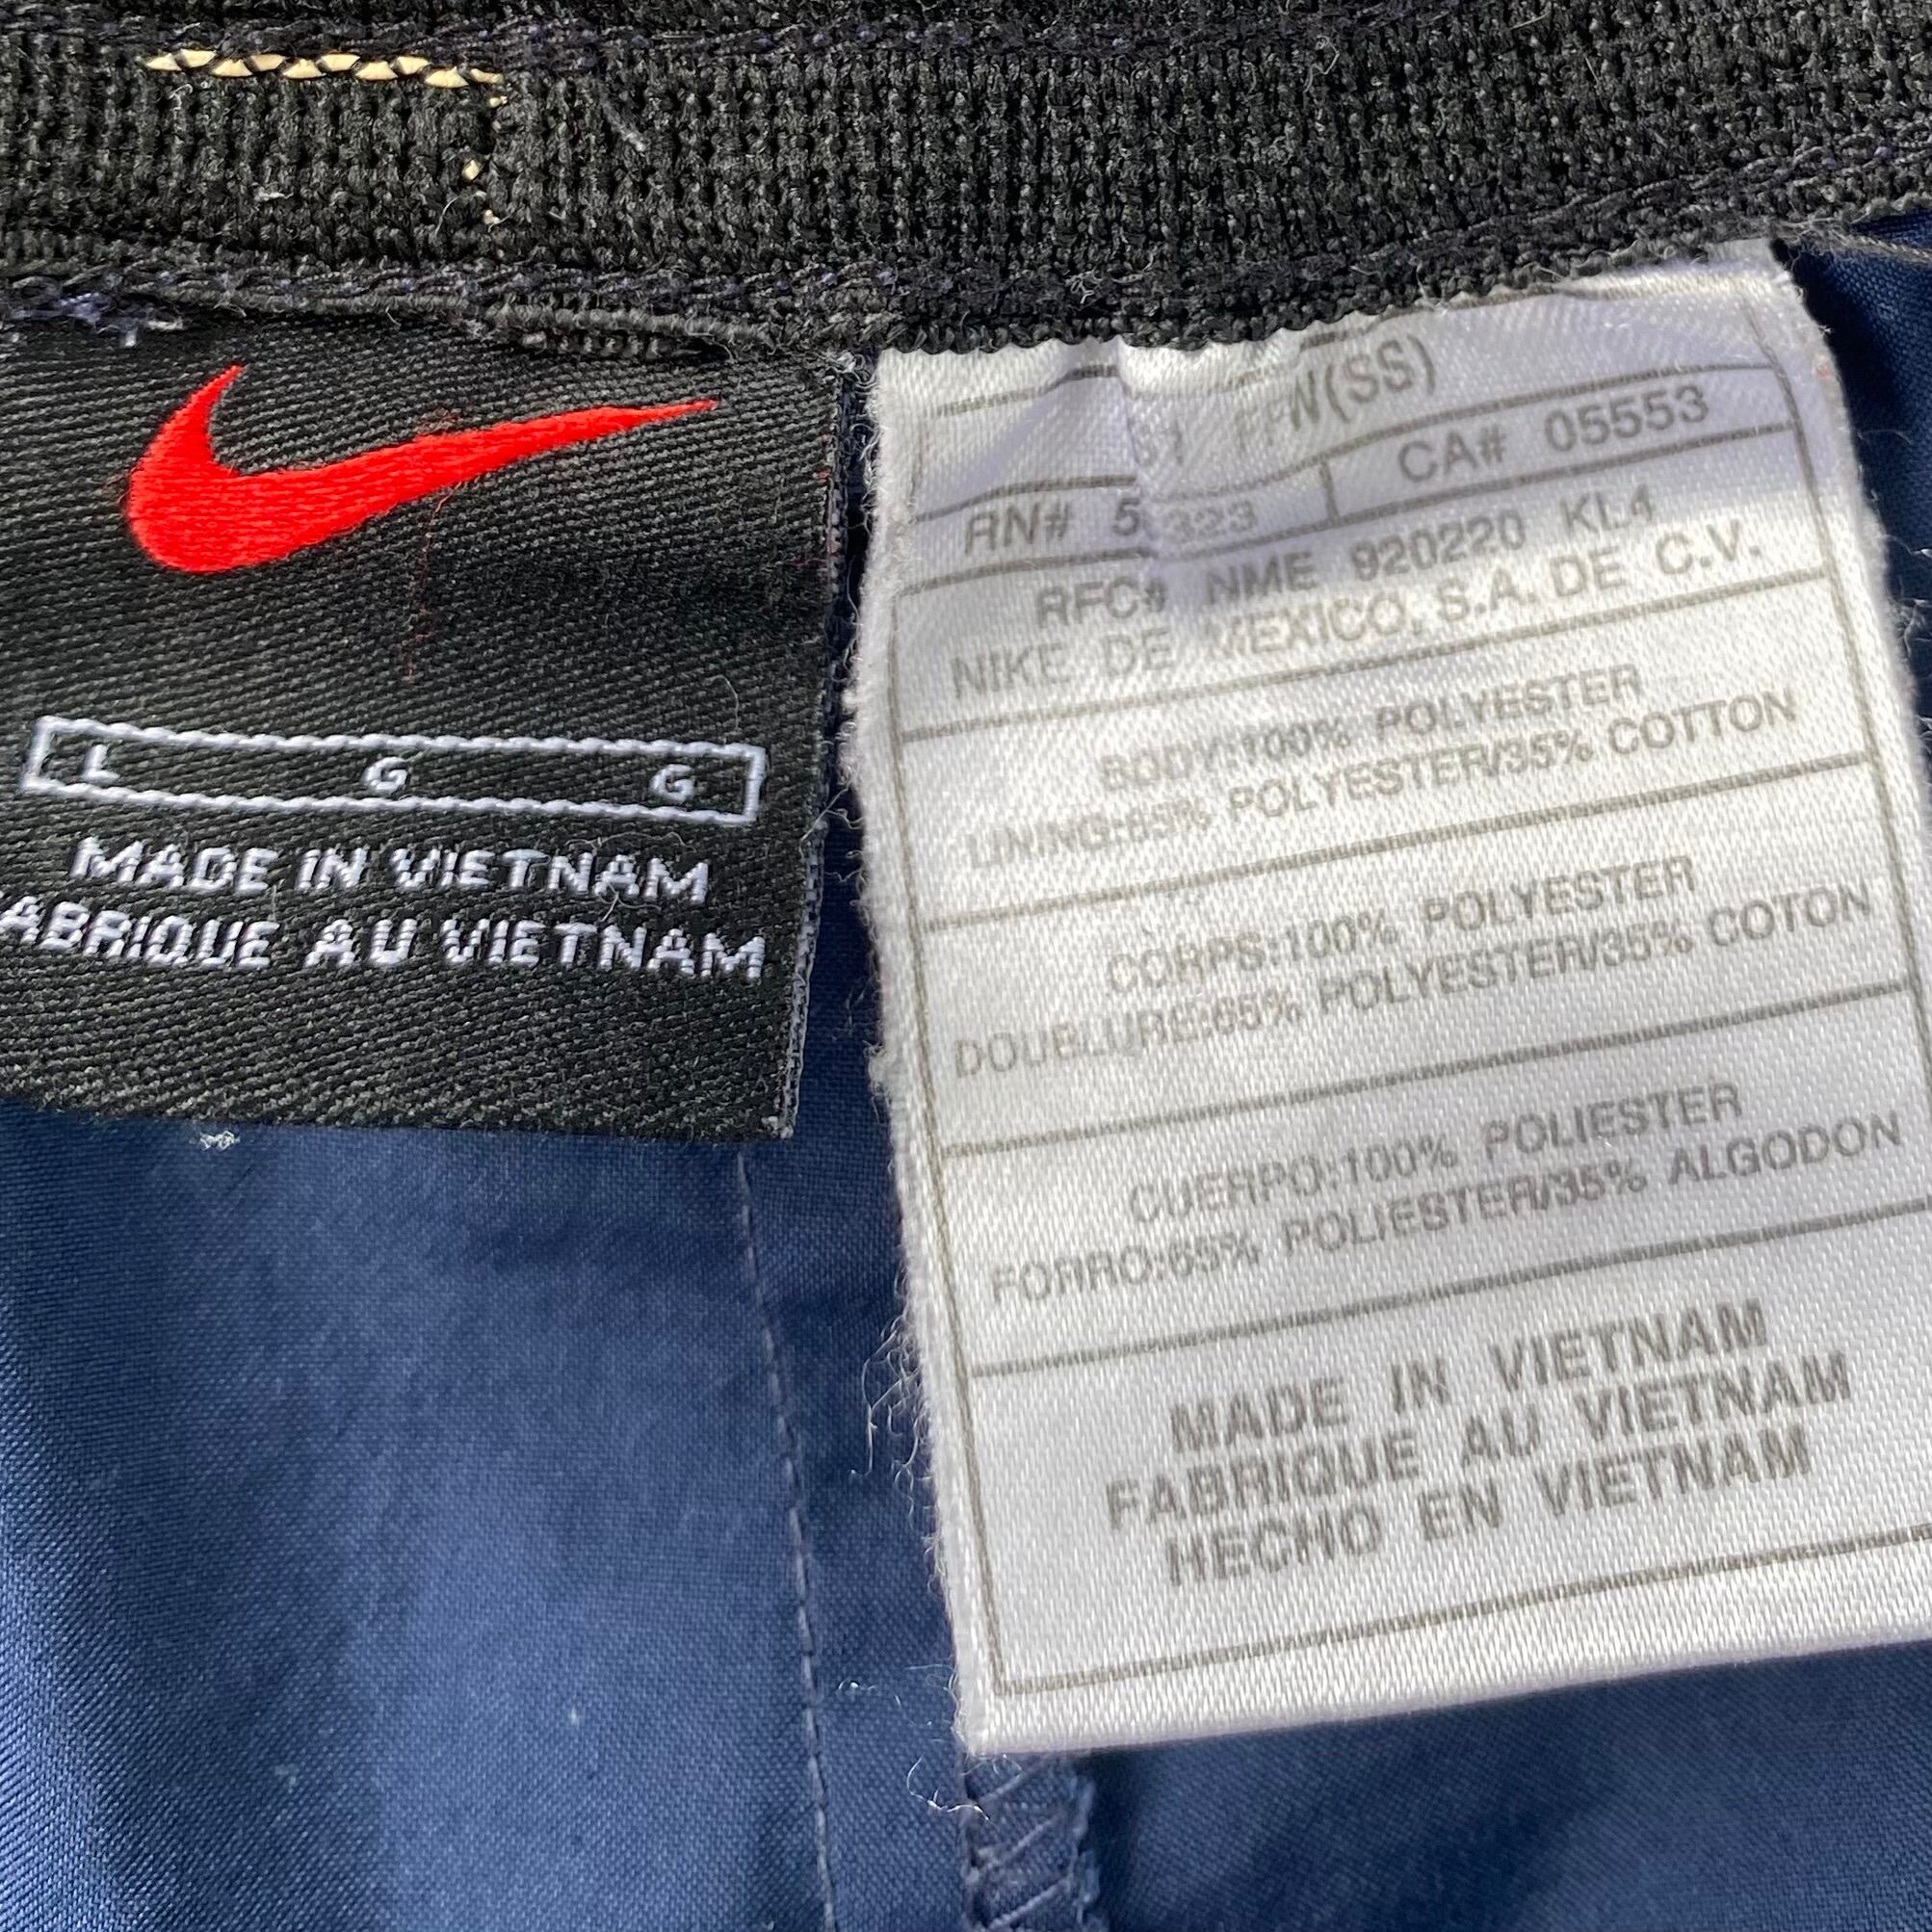 L G G
MADE IN VIETNAM
ABRIQUE AU VIETNAM
(SS)
RN# CA# 05553
RFC# NME 920220 KL4
NIKE DE MEXICO, S.A. DE C.V.
BODY:100% POLYESTER
LINING:65% POLYESTER/35% COTTON
CORPS:100% POLYESTER
DOUBLURE:65% POLYESTER/35% COTON
CUERPO:100% POLIESTER
FORRO:65% POLIESTER/35% ALGODON
MADE IN VIETNAM
FABRIQUE AU VIETNAM
HECHO EN VIETNAM